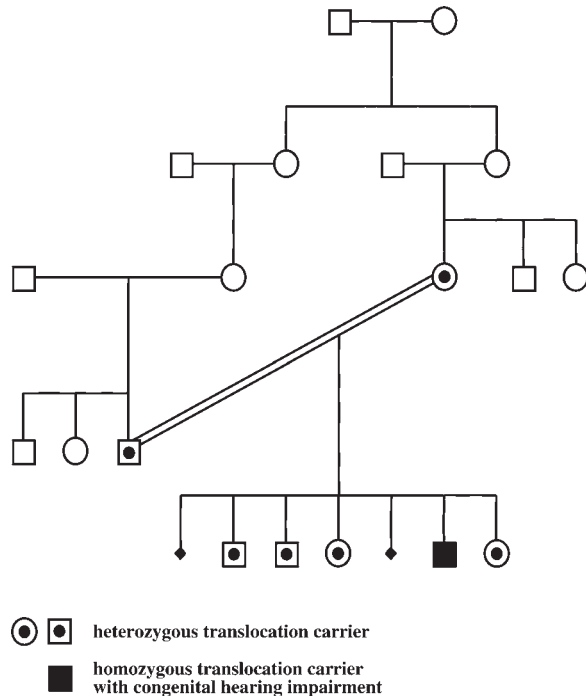 heterozygous translocation carrier
homozygous translocation carrier
with congenital hearing impairment